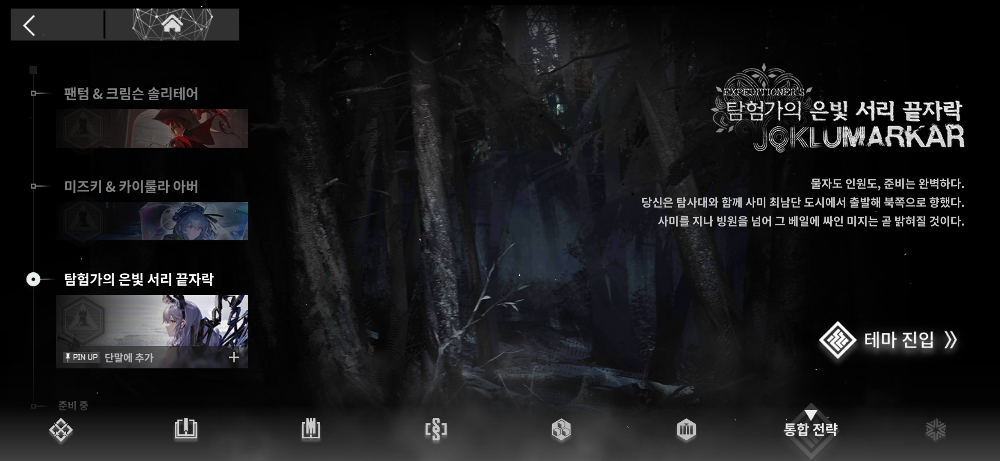 팬텀 & 크림슨 솔리테어
미즈키 & 카이룰라 아버
탐험가의 은빛 서리 끝자락
PIN UP 단말에 추가
준비 중
EXPEDITIONER'S
탐험가의 은빛 서리 끝자락
JOKLUMARKAR
물자도 인원도, 준비는 완벽하다.
당신은 탐사대와 함께 사미 최남단 도시에서 출발해 북쪽으로 향했다.
사미를 지나 빙원을 넘어 그 베일에 싸인 미지는 곧 밝혀질 것이다.
테마 진입
통합 전략